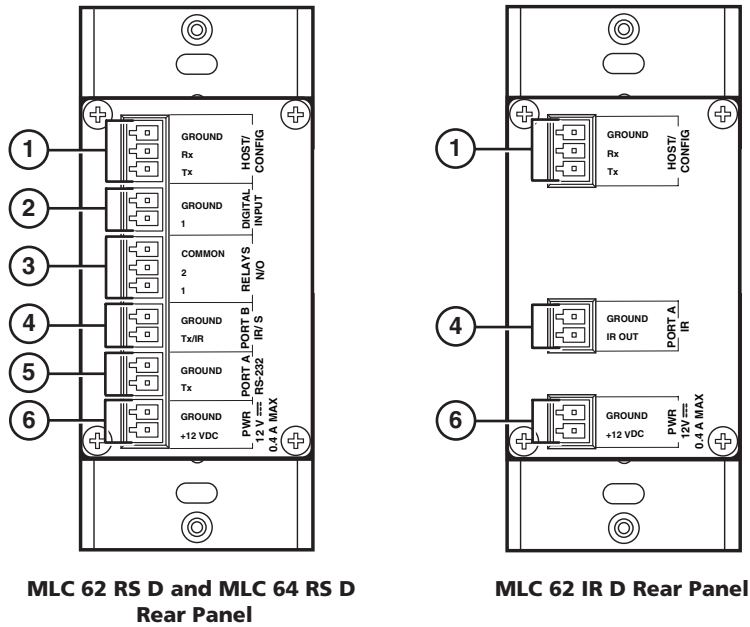 1
GROUND
Rx
Tx
HOST/
CONFIG
2
GROUND
1
DIGITAL
INPUT
3
COMMON
2
1
RELAYS
N/O
4
GROUND
Tx/IR
PORT B
IR/ S
5
GROUND
Tx
PORT A
RS-232
6
GROUND
+12 VDC
PWR
12 V
0.4 A MAX
MLC 62 RS D and MLC 64 RS D
Rear Panel
1
GROUND
Rx
Tx
HOST/
CONFIG
4
GROUND
IR OUT
PORT A
IR
6
GROUND
+12 VDC
PWR
12V
0.4 A MAX
MLC 62 IR D Rear Panel